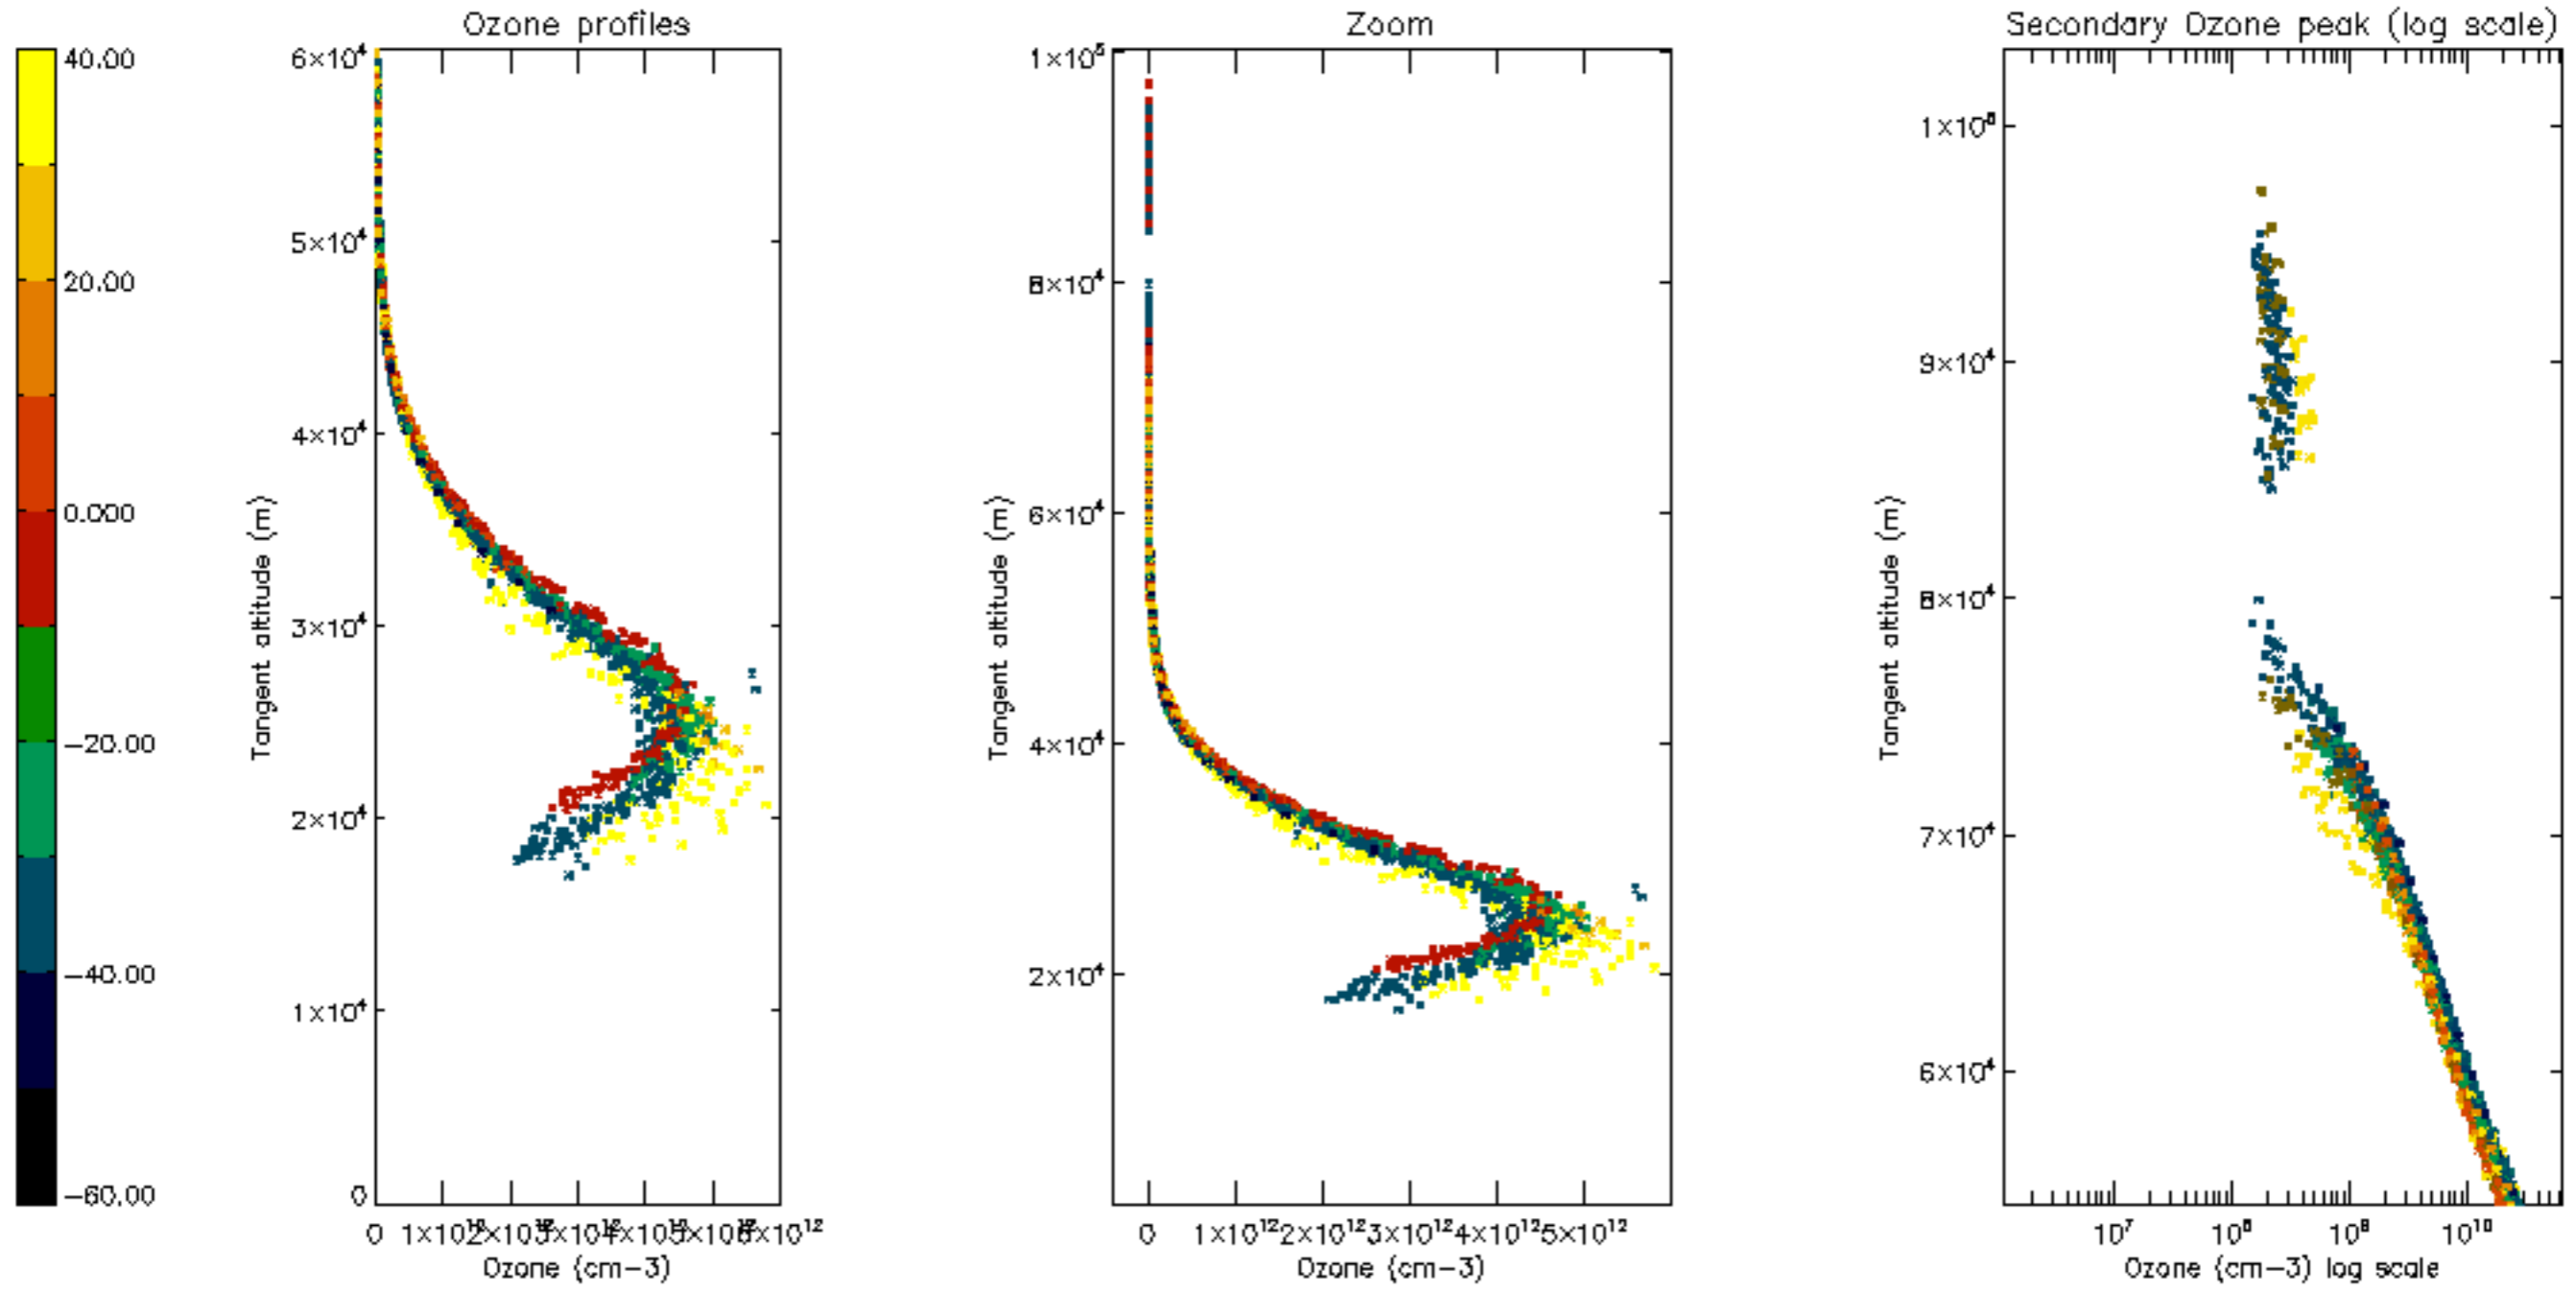 Ozone profiles
Zoom
Secondary Ozone peak (log scale)
40.00
20.00
0.000
-20.00
-40.00
-60.00
6×10⁴
5×10⁴
4×10⁴
3×10⁴
2×10⁴
1×10⁴
0
Tangent altitude (m)
0
6×10¹²
Ozone (cm-3)
1×10⁵
8×10⁴
6×10⁴
4×10⁴
2×10⁴
Tangent altitude (m)
0 1×10¹² 2×10¹² 3×10¹² 4×10¹² 5×10¹²
Ozone (cm-3)
1×10⁵
9×10⁴
8×10⁴
7×10⁴
6×10⁴
Tangent altitude (m)
10⁷ 10⁸ 10⁹ 10¹⁰
Ozone (cm-3) log scale